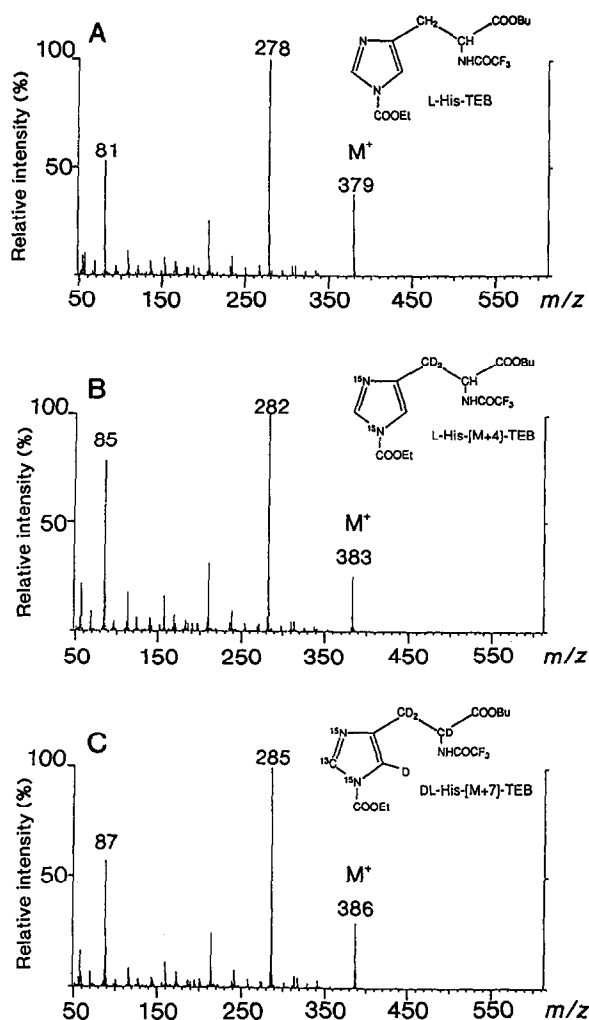 A
Relative intensity (%)
100
50
81
278
M+
379
N
N
COOEt
CH2
CH
COOBu
NHCOCF3
L-His-TEB
50 150 250 350 450 550 m/z
B
Relative intensity (%)
100
50
85
282
M+
383
15N
15N
COOEt
CD2
CH
COOBu
NHCOCF3
L-His-[M+4]-TEB
50 150 250 350 450 550 m/z
C
Relative intensity (%)
100
50
87
285
M+
386
15N
13C
15N
D
COOEt
CD2
CD
COOBu
NHCOCF3
DL-His-[M+7]-TEB
50 150 250 350 450 550 m/z